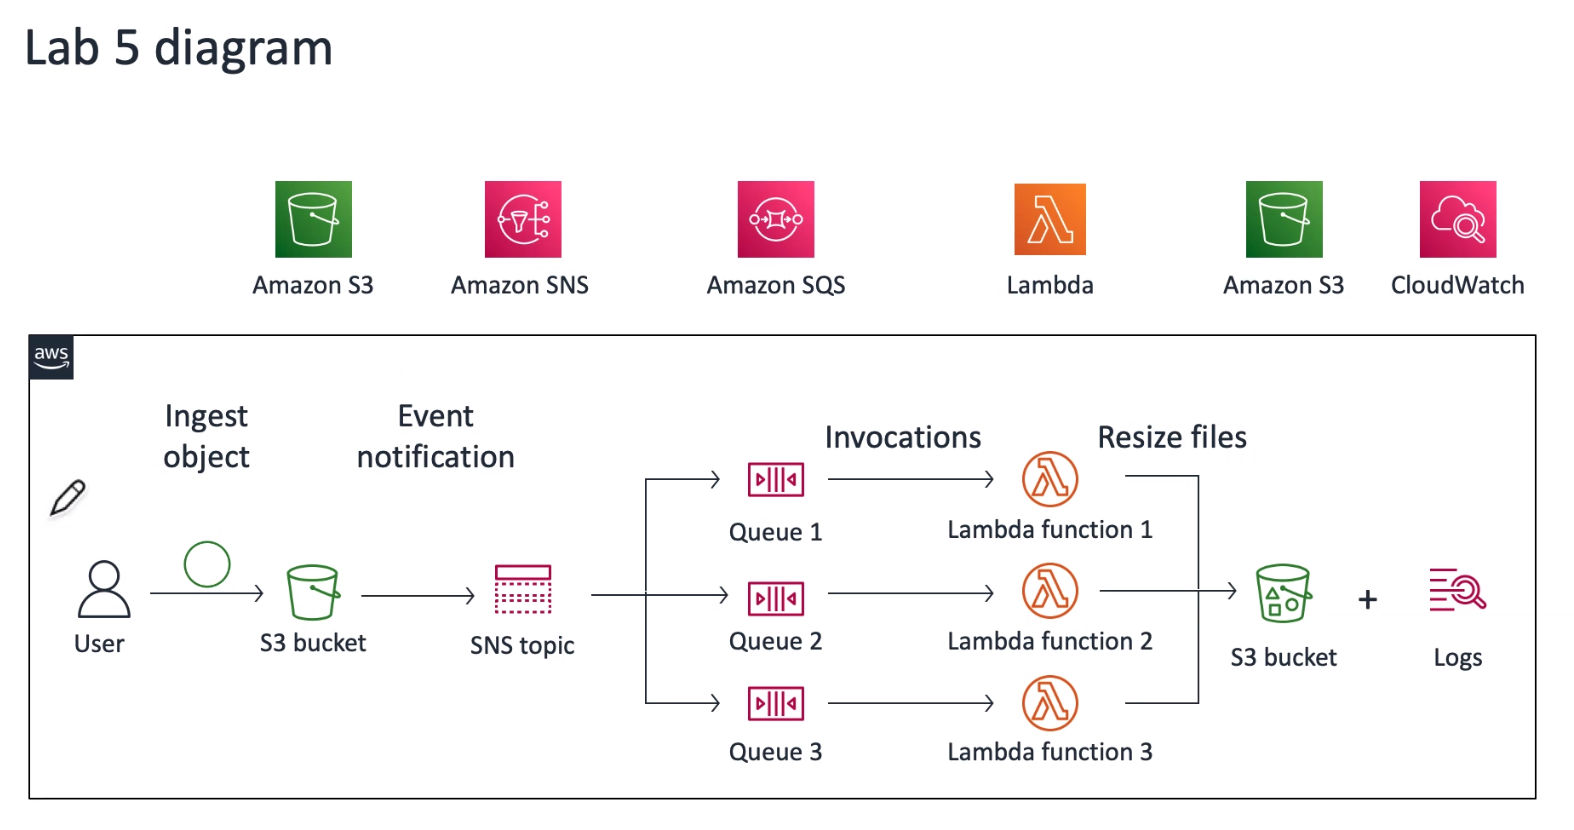 Lab 5 diagram
Amazon S3
Amazon SNS
Amazon SQS
Lambda
Amazon S3
CloudWatch
aws
Ingest
object
Event
notification
Invocations
Resize files
User
S3 bucket
SNS topic
Queue 1
Lambda function 1
Queue 2
Lambda function 2
Queue 3
Lambda function 3
S3 bucket
+
Logs